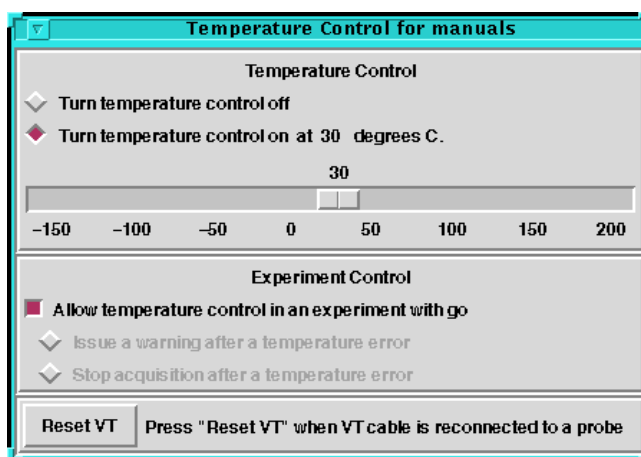 Temperature Control for manuals
Temperature Control
Turn temperature control off
Turn temperature control on at 30 degrees C.
30
-150 -100 -50 0 50 100 150 200
Experiment Control
Allow temperature control in an experiment with go
Issue a warning after a temperature error
Stop acquisition after a temperature error
Reset VT Press "Reset VT" when VT cable is reconnected to a probe